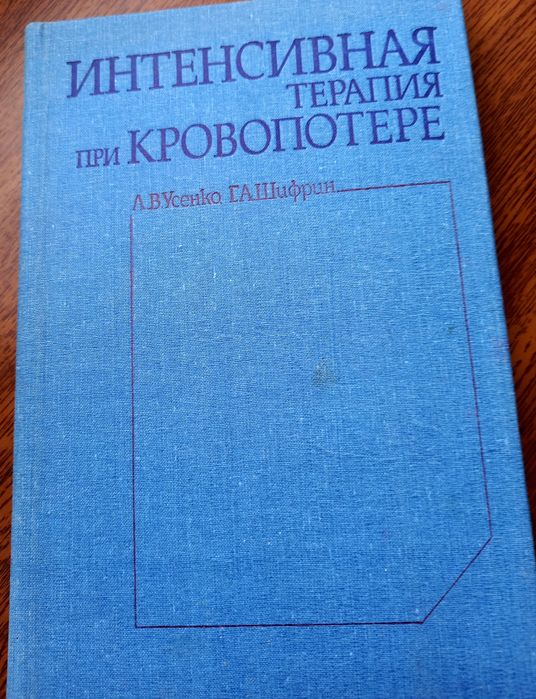 ИНТЕНСИВНАЯ
ТЕРАПИЯ
ПРИ КРОВОПОТЕРЕ
Л.В.Усенко Г.А.Шифрин